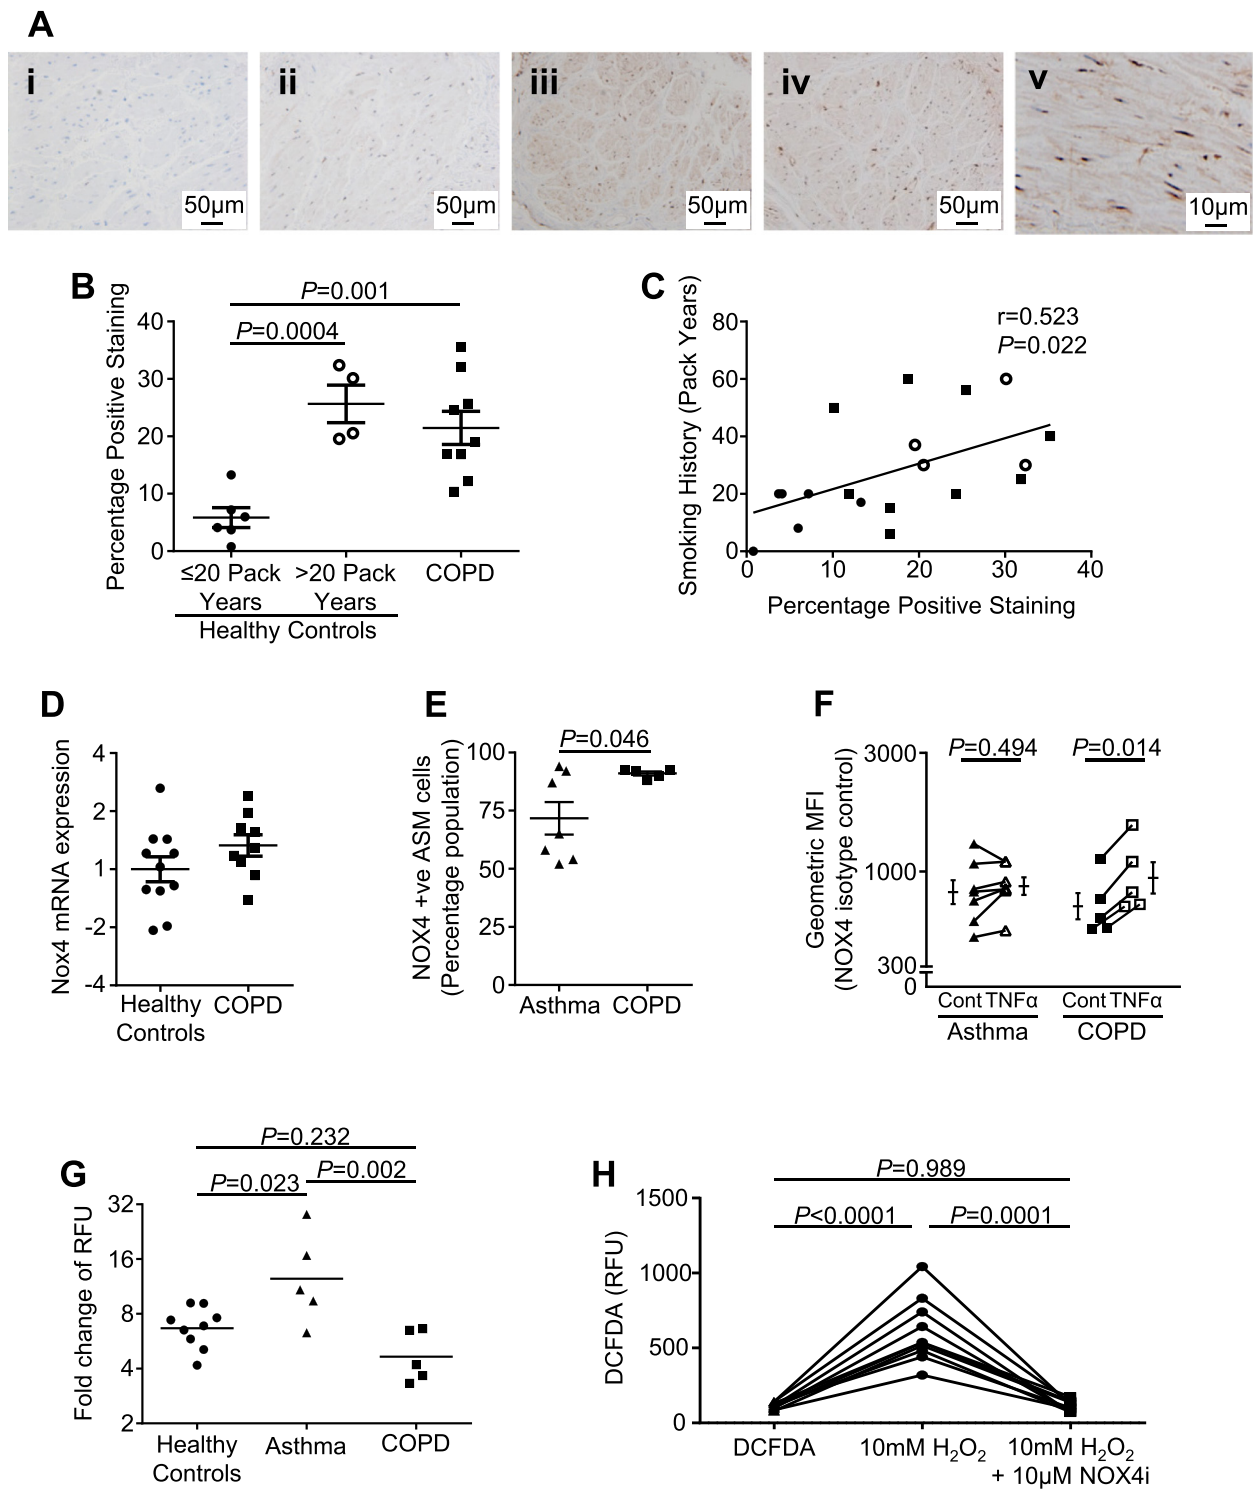 A
i
ii
iii
iv
v
50µm
50µm
50µm
50µm
10µm
B
Percentage Positive Staining
P=0.001
P=0.0004
40
30
20
10
0
≤20 Pack Years
>20 Pack Years
COPD
Healthy Controls
C
Smoking History (Pack Years)
r=0.523
P=0.022
80
60
40
20
0
0
10
20
30
40
Percentage Positive Staining
D
Nox4 mRNA expression
4
2
1
-2
-4
Healthy Controls
COPD
E
NOX4 +ve ASM cells
(Percentage population)
P=0.046
100
75
50
25
0
Asthma
COPD
F
Geometric MFI
(NOX4 isotype control)
P=0.494
P=0.014
3000
1000
300
0
Cont
TNFα
Cont
TNFα
Asthma
COPD
G
Fold change of RFU
P=0.232
P=0.002
P=0.023
32
16
8
4
2
Healthy Controls
Asthma
COPD
H
DCFDA (RFU)
P=0.989
P<0.0001
P=0.0001
1500
1000
500
0
DCFDA
10mM H₂O₂
10mM H₂O₂
+ 10µM NOX4i